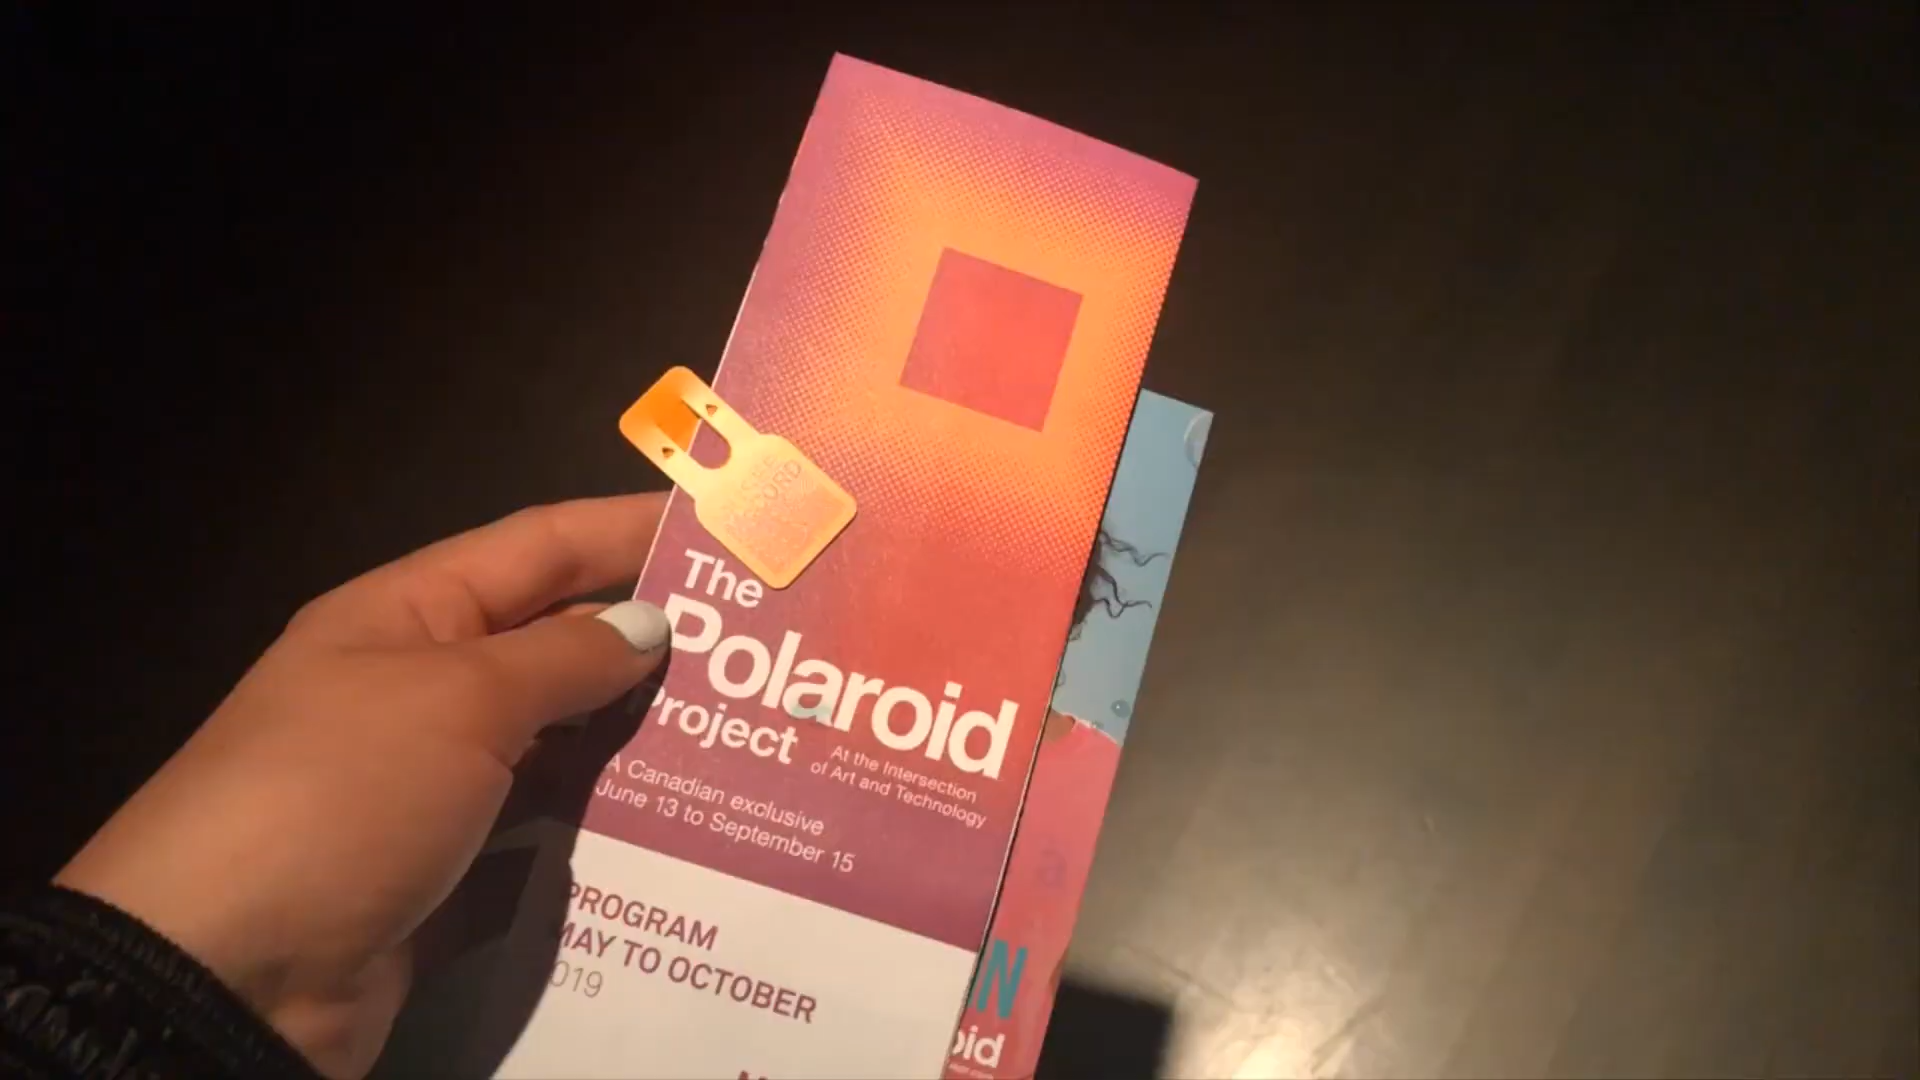 The
Polaroid
Project
At the Intersection
of Art and Technology
A Canadian exclusive
June 13 to September 15
PROGRAM
MAY TO OCTOBER
019
N
oid